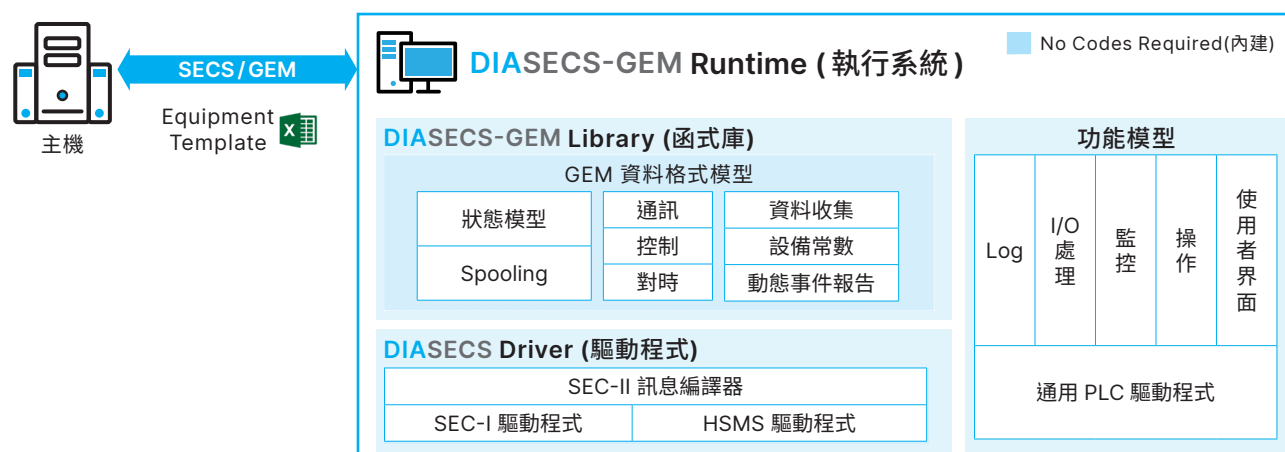 主機
SECS/GEM
Equipment
Template
X
DIASECS-GEM Runtime (執行系統)
No Codes Required(內建)
DIASECS-GEM Library (函式庫)
GEM 資料格式模型
狀態模型
Spooling
通訊
控制
對時
資料收集
設備常數
動態事件報告
DIASECS Driver (驅動程式)
SEC-II 訊息編譯器
SEC-I 驅動程式
HSMS 驅動程式
功能模型
Log
I/O
處
理
監
控
操
作
使
用
者
界
面
通用 PLC 驅動程式